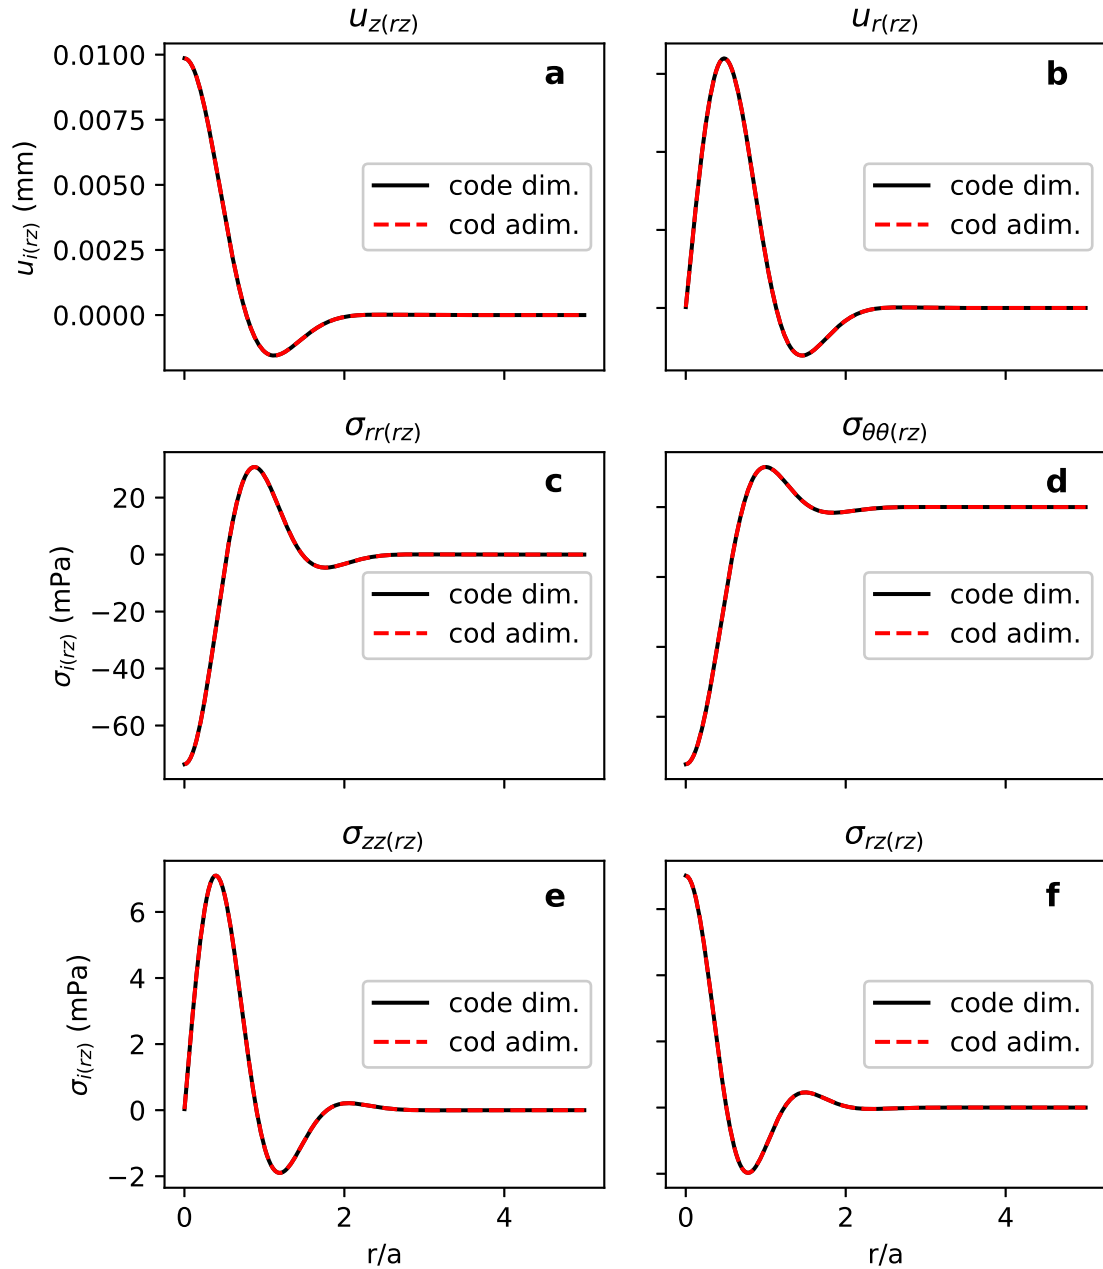 u_{z(rz)}
u_{r(rz)}
a
b
0.0100
0.0075
0.0050
0.0025
0.0000
u_{i(rz)} (mm)
code dim.
cod adim.
code dim.
cod adim.
0
2
4
σ_{rr(rz)}
σ_{θθ(rz)}
c
d
20
0
−20
−40
−60
σ_{i(rz)} (mPa)
code dim.
cod adim.
code dim.
cod adim.
σ_{zz(rz)}
σ_{rz(rz)}
e
f
6
4
2
0
−2
σ_{i(rz)} (mPa)
code dim.
cod adim.
code dim.
cod adim.
0 2 4
0 2 4
r/a
r/a